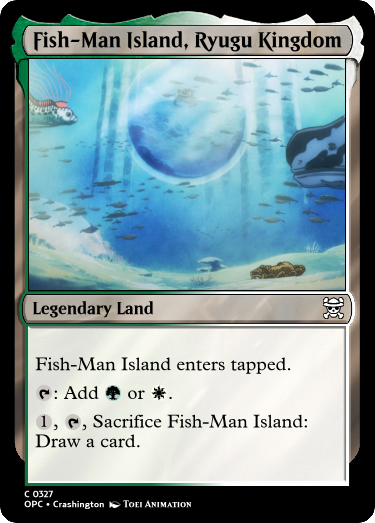 Fish-Man Island, Ryugu Kingdom
Legendary Land
Fish-Man Island enters tapped.
: Add or .
1, , Sacrifice Fish-Man Island:
Draw a card.
C 0327
OPC • Crashington Toei Animation